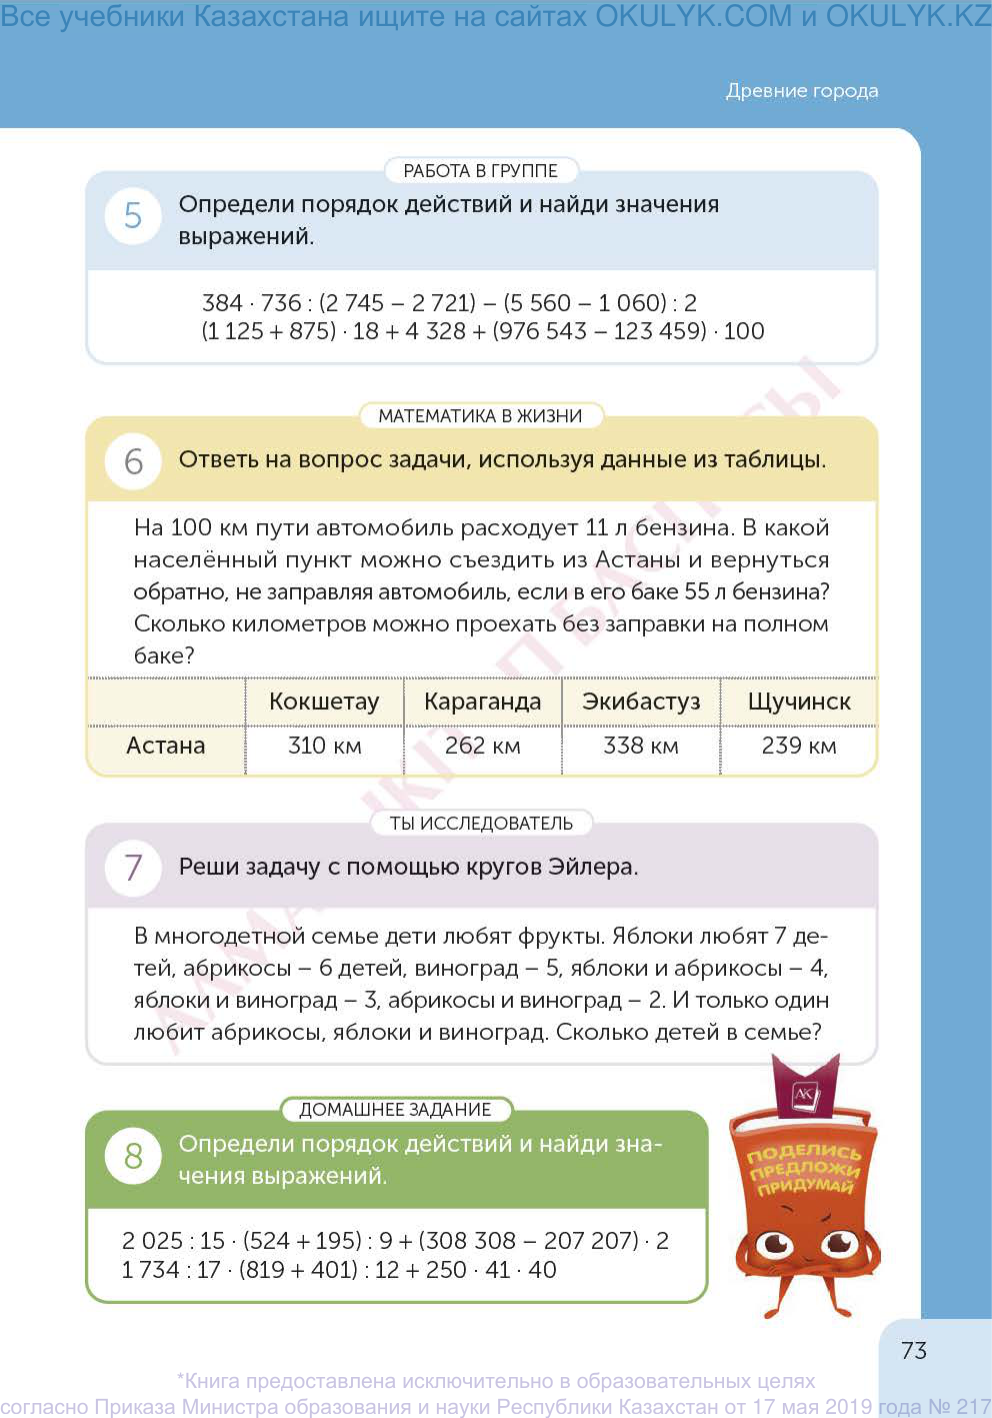 Все учебники Казахстана ищите на сайтах OKULYK.COM и OKULYK.KZ
Древние города
РАБОТА В ГРУППЕ
5 Определи порядок действий и найди значения
выражений.
384 · 736 : (2 745 – 2 721) – (5 560 – 1 060) : 2
(1 125 + 875) · 18 + 4 328 + (976 543 – 123 459) · 100
МАТЕМАТИКА В ЖИЗНИ
6 Ответь на вопрос задачи, используя данные из таблицы.
На 100 км пути автомобиль расходует 11 л бензина. В какой
населённый пункт можно съездить из Астаны и вернуться
обратно, не заправляя автомобиль, если в его баке 55 л бензина?
Сколько километров можно проехать без заправки на полном
баке?
Кокшетау Караганда Экибастуз Щучинск
Астана 310 км 262 км 338 км 239 км
ТЫ ИССЛЕДОВАТЕЛЬ
7 Реши задачу с помощью кругов Эйлера.
В многодетной семье дети любят фрукты. Яблоки любят 7 де-
тей, абрикосы – 6 детей, виноград – 5, яблоки и абрикосы – 4,
яблоки и виноград – 3, абрикосы и виноград – 2. И только один
любит абрикосы, яблоки и виноград. Сколько детей в семье?
ДОМАШНЕЕ ЗАДАНИЕ
8 Определи порядок действий и найди зна-
чения выражений.
2 025 : 15 · (524 + 195) : 9 + (308 308 – 207 207) · 2
1 734 : 17 · (819 + 401) : 12 + 250 · 41 · 40
АК
ПОДЕЛИСЬ
ПРЕДЛОЖИ
ПРИДУМАЙ
73
*Книга предоставлена исключительно в образовательных целях
согласно Приказа Министра образования и науки Республики Казахстан от 17 мая 2019 года № 217